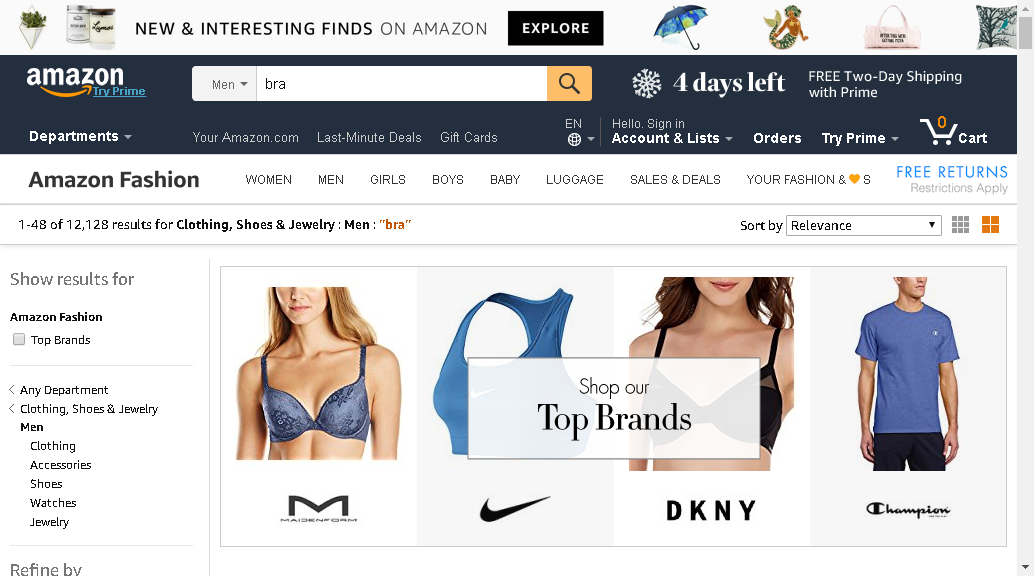 NEW & INTERESTING FINDS ON AMAZON
EXPLORE
amazon
Try Prime
Men
bra
4 days left
FREE Two-Day Shipping
with Prime
Departments
Your Amazon.com
Last-Minute Deals
Gift Cards
EN
Hello. Sign in
Account & Lists
Orders
Try Prime
0
Cart
Amazon Fashion
WOMEN
MEN
GIRLS
BOYS
BABY
LUGGAGE
SALES & DEALS
YOUR FASHION & 🧡 S
FREE RETURNS
Restrictions Apply
1-48 of 12,128 results for Clothing, Shoes & Jewelry : Men : "bra"
Sort by
Relevance
Show results for
Amazon Fashion
Top Brands
Any Department
Clothing, Shoes & Jewelry
Men
Clothing
Accessories
Shoes
Watches
Jewelry
Refine by
Shop our
Top Brands
MAIDENFORM
DKNY
Champion